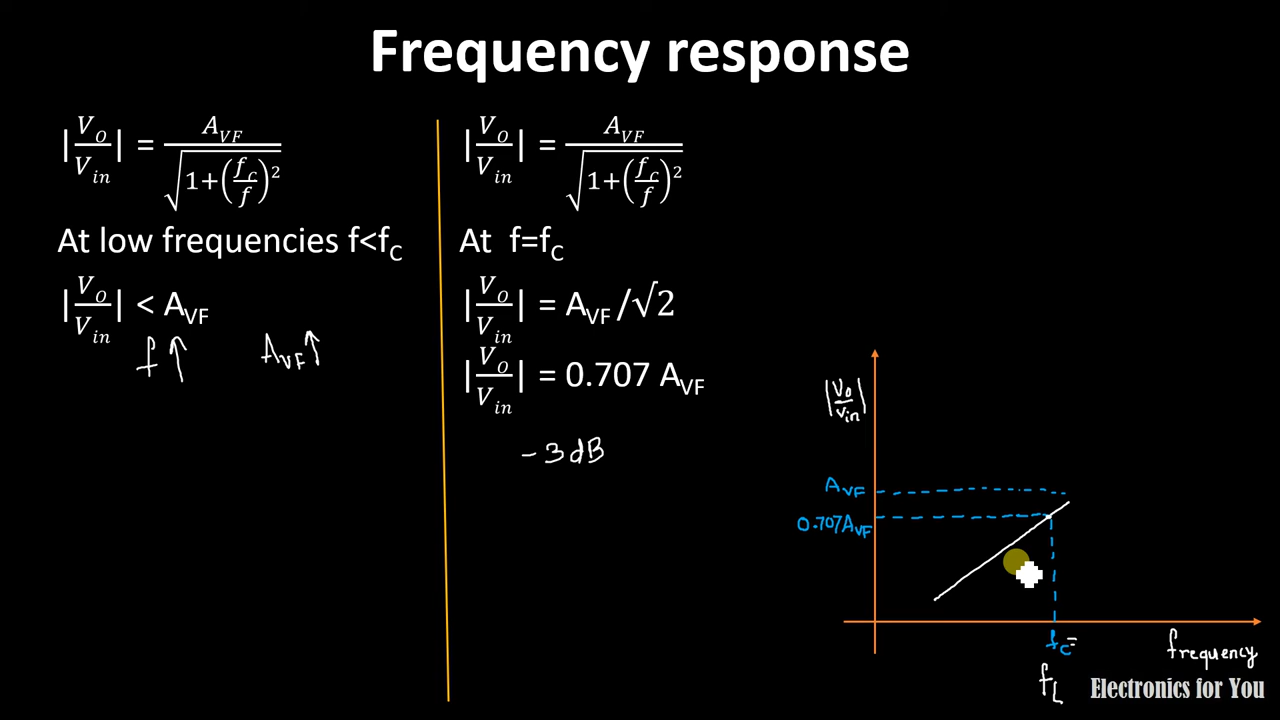 Frequency response
|V_O/V_in| = A_VF/√(1+(f_c/f)²)
At low frequencies f<f_C
|V_O/V_in| < A_VF
f↑ A_VF↑
|V_O/V_in| = A_VF/√(1+(f_c/f)²)
At f=f_C
|V_O/V_in| = A_VF /√2
|V_O/V_in| = 0.707 A_VF
-3dB
|V_o/V_in|
A_VF
0.707A_VF
f_c=
frequency
f_L
Electronics for You